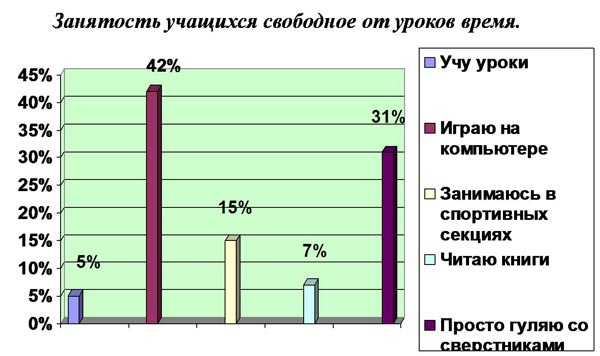 Занятость учащихся свободное от уроков время.
45%
40%
35%
30%
25%
20%
15%
10%
5%
0%
5%
42%
15%
7%
31%
Учу уроки
Играю на
компьютере
Занимаюсь в
спортивных
секциях
Читаю книги
Просто гуляю со
сверстниками